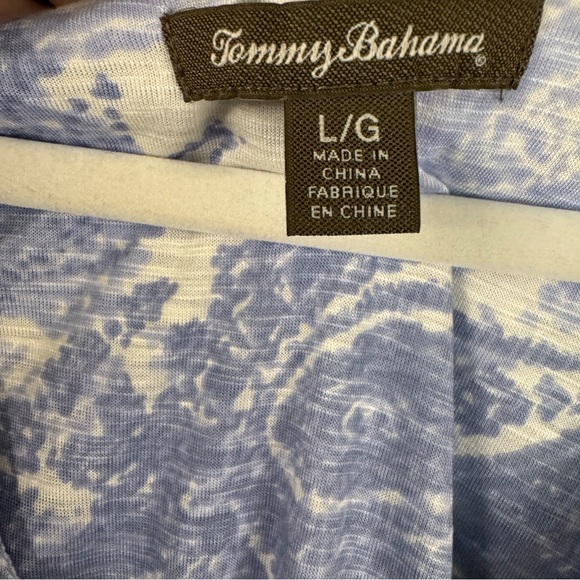 Tommy Bahama®
L/G
MADE IN
CHINA
FABRIQUE
EN CHINE